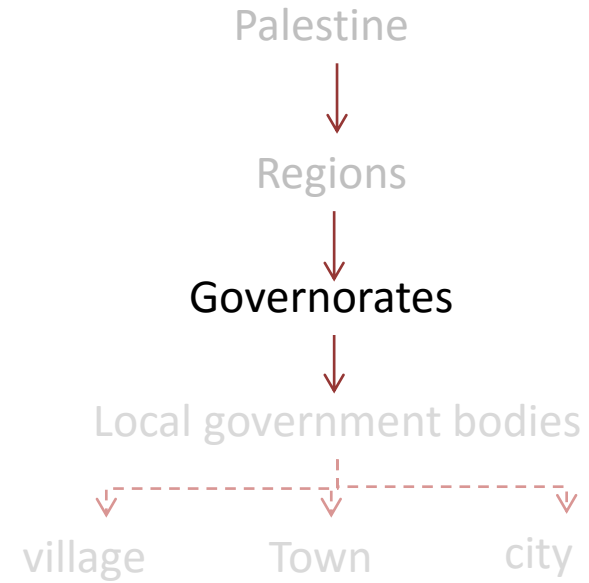 Palestine
Regions
Governorates
Local government bodies
village Town city